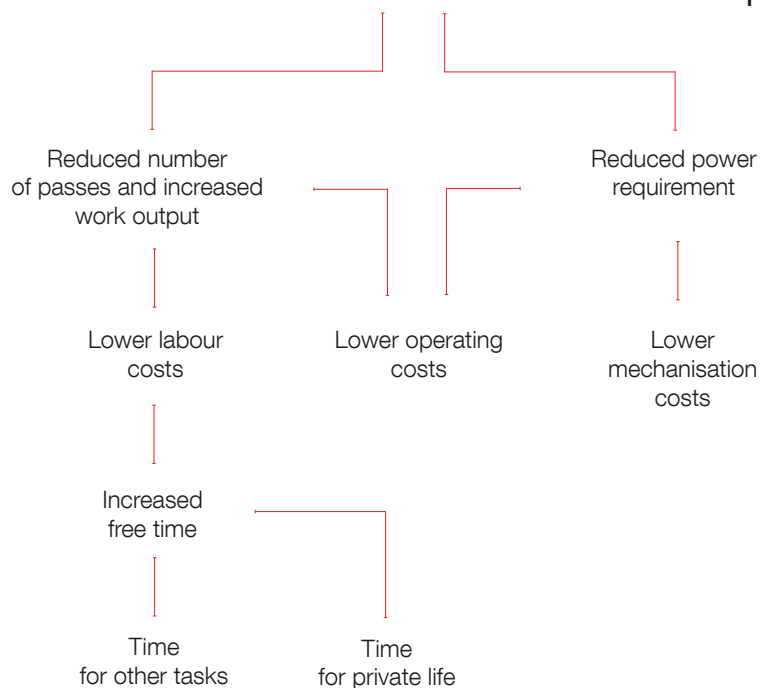 Reduced number
of passes and increased
work output
Reduced power
requirement
Lower labour
costs
Lower operating
costs
Lower
mechanisation
costs
Increased
free time
Time
for other tasks
Time
for private life